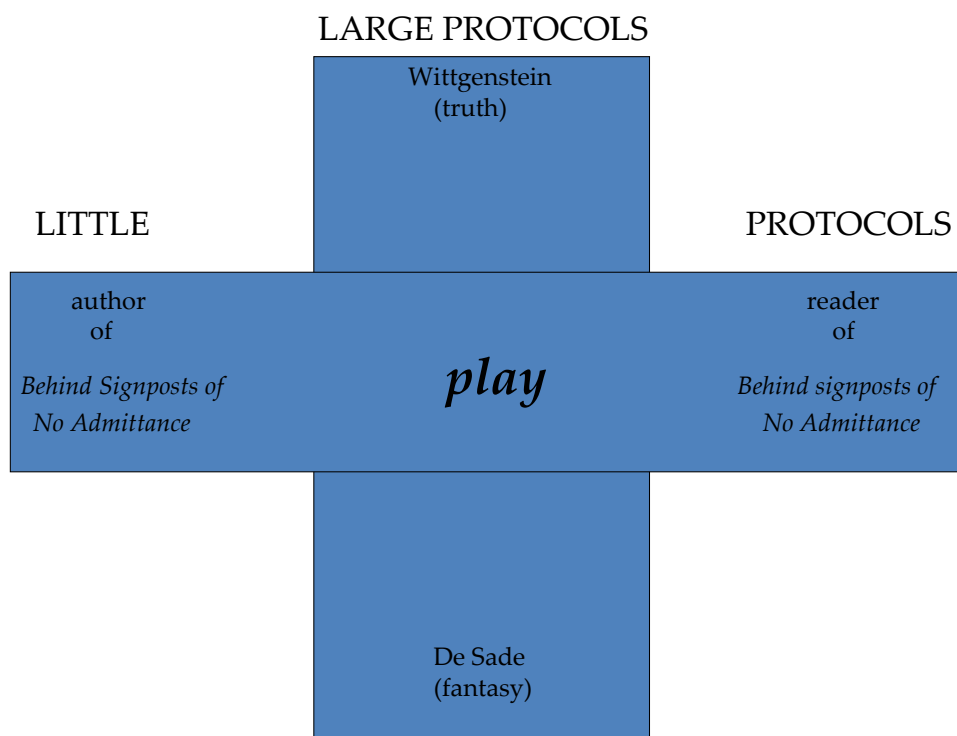 LARGE PROTOCOLS
Wittgenstein
(truth)
LITTLE
PROTOCOLS
author
of
Behind Signposts of
No Admittance
play
reader
of
Behind signposts of
No Admittance
De Sade
(fantasy)